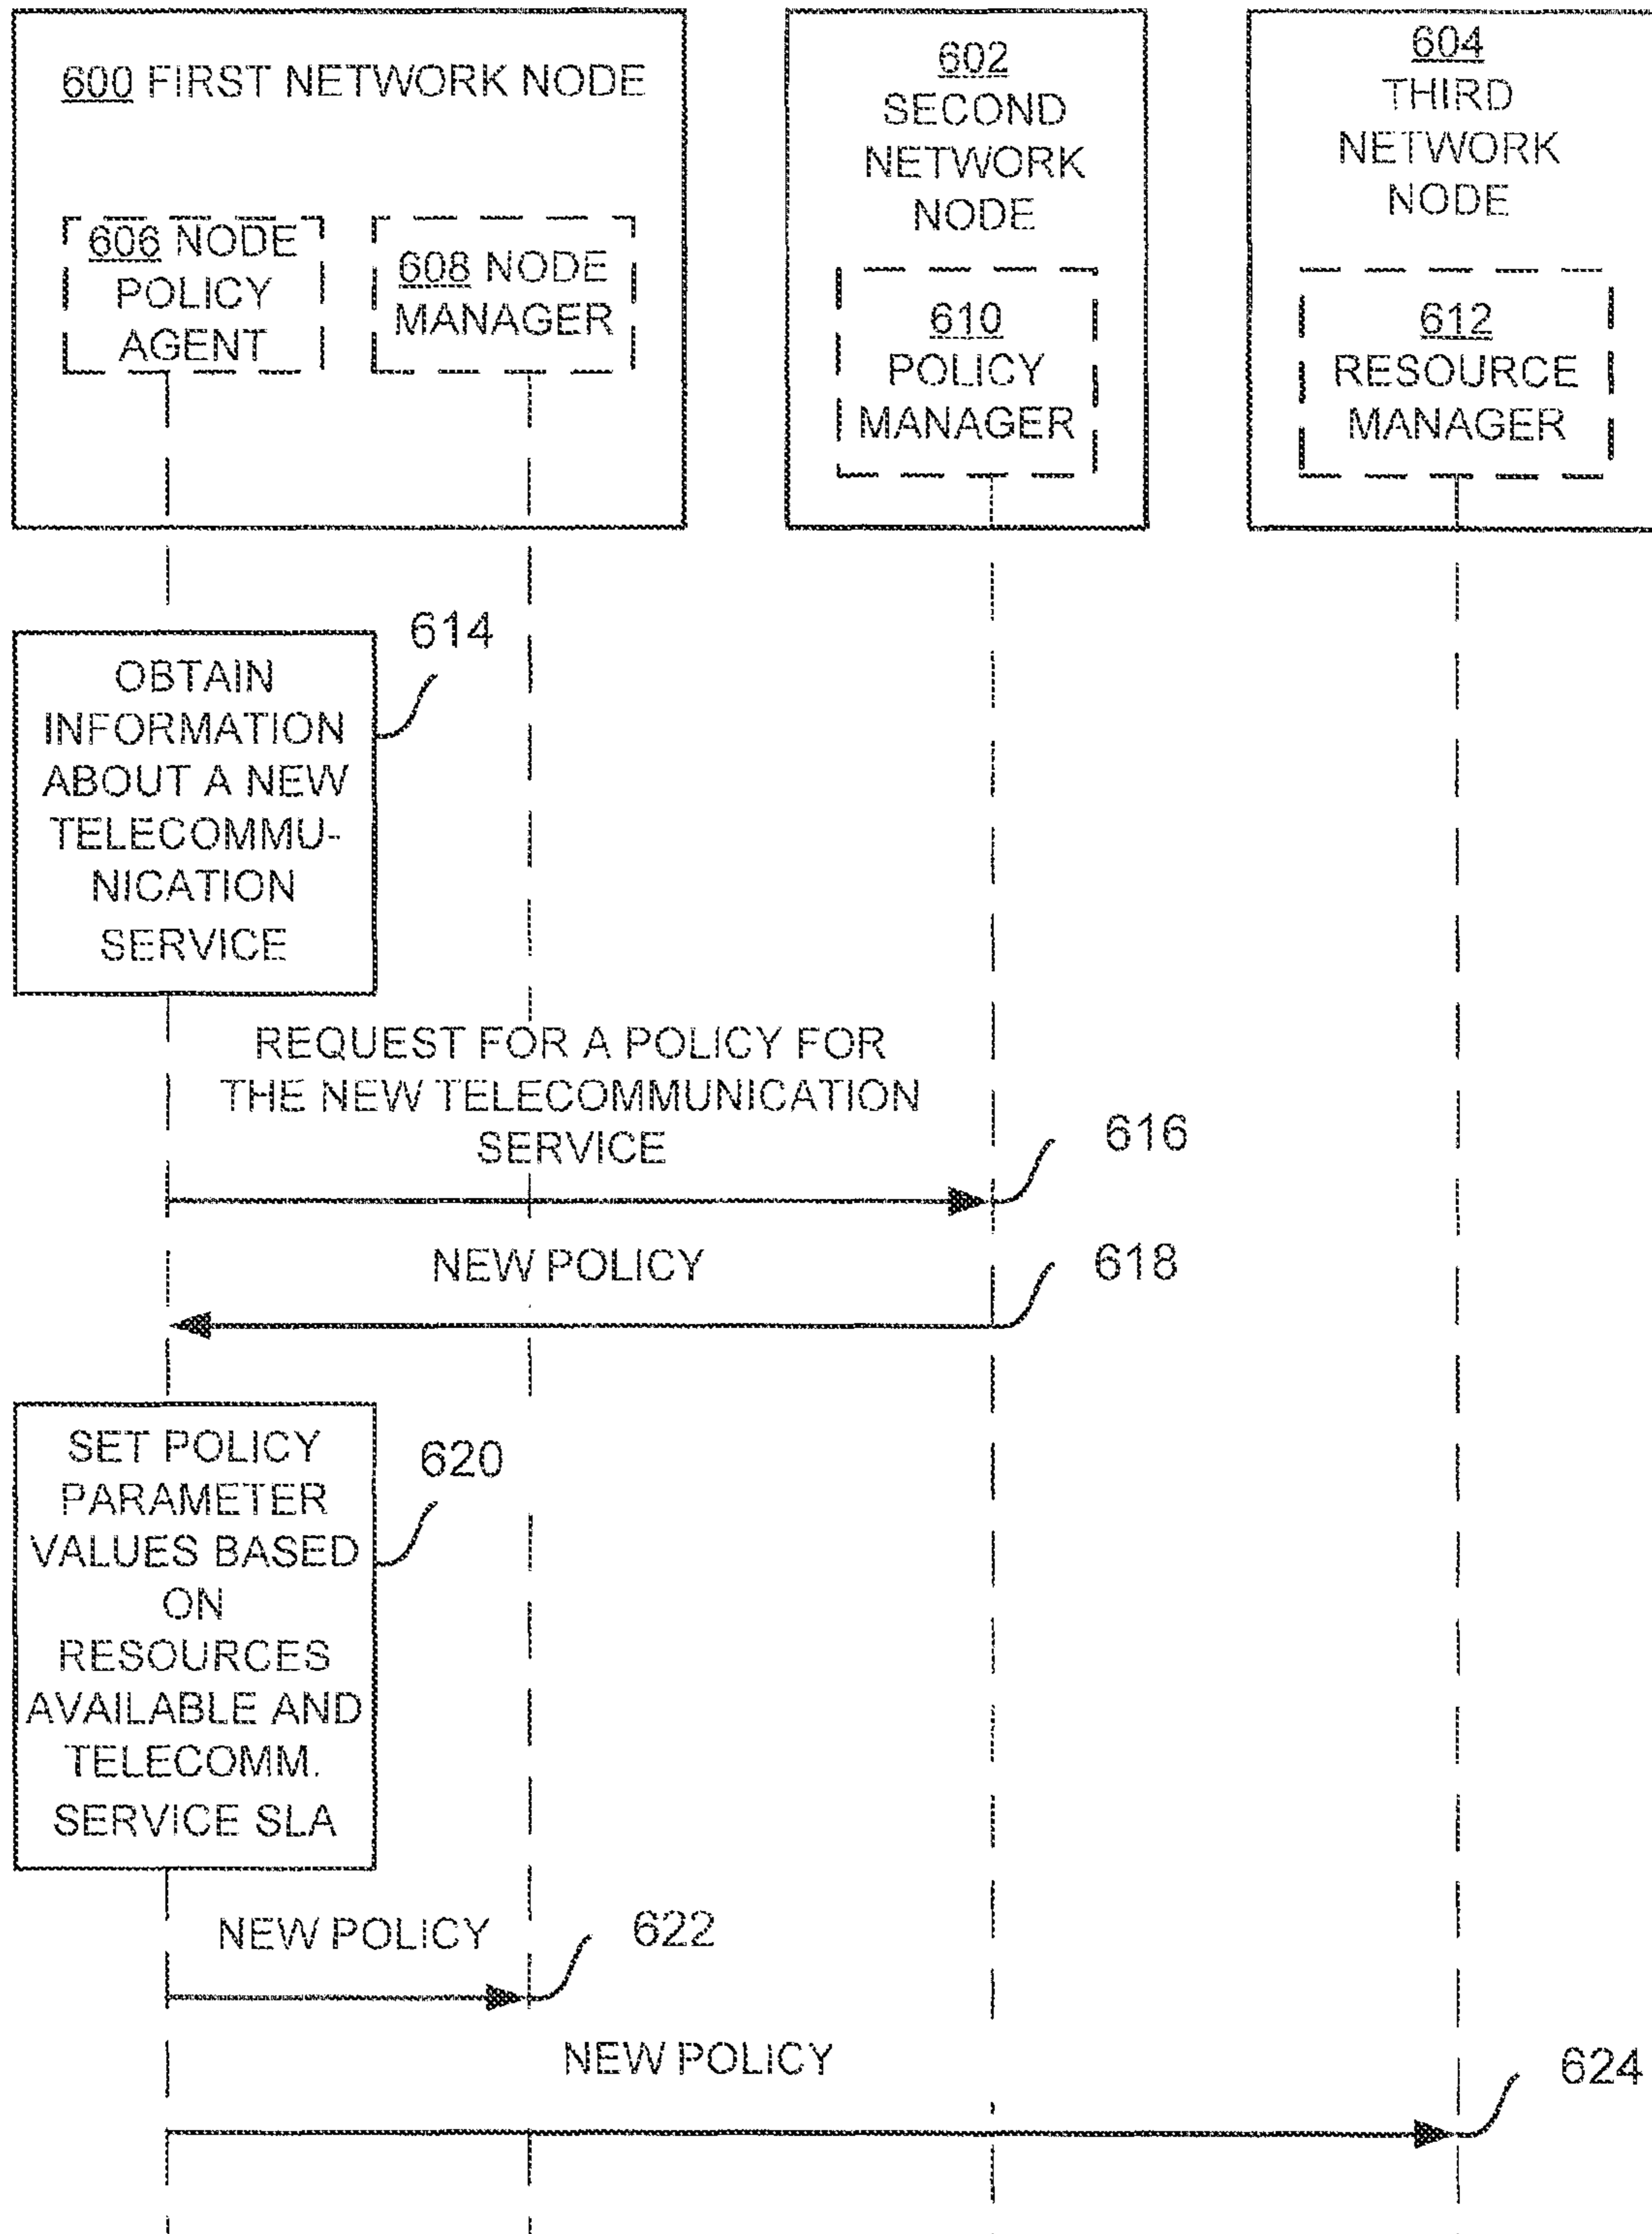 600 FIRST NETWORK NODE
606 NODE
POLICY
AGENT
608 NODE
MANAGER
602
SECOND
NETWORK
NODE
610
POLICY
MANAGER
604
THIRD
NETWORK
NODE
612
RESOURCE
MANAGER
614
OBTAIN
INFORMATION
ABOUT A NEW
TELECOMMU-
NICATION
SERVICE
REQUEST FOR A POLICY FOR
THE NEW TELECOMMUNICATION
SERVICE
616
NEW POLICY
618
SET POLICY
PARAMETER
VALUES BASED
ON
RESOURCES
AVAILABLE AND
TELECOMM.
SERVICE SLA
620
NEW POLICY
622
NEW POLICY
624